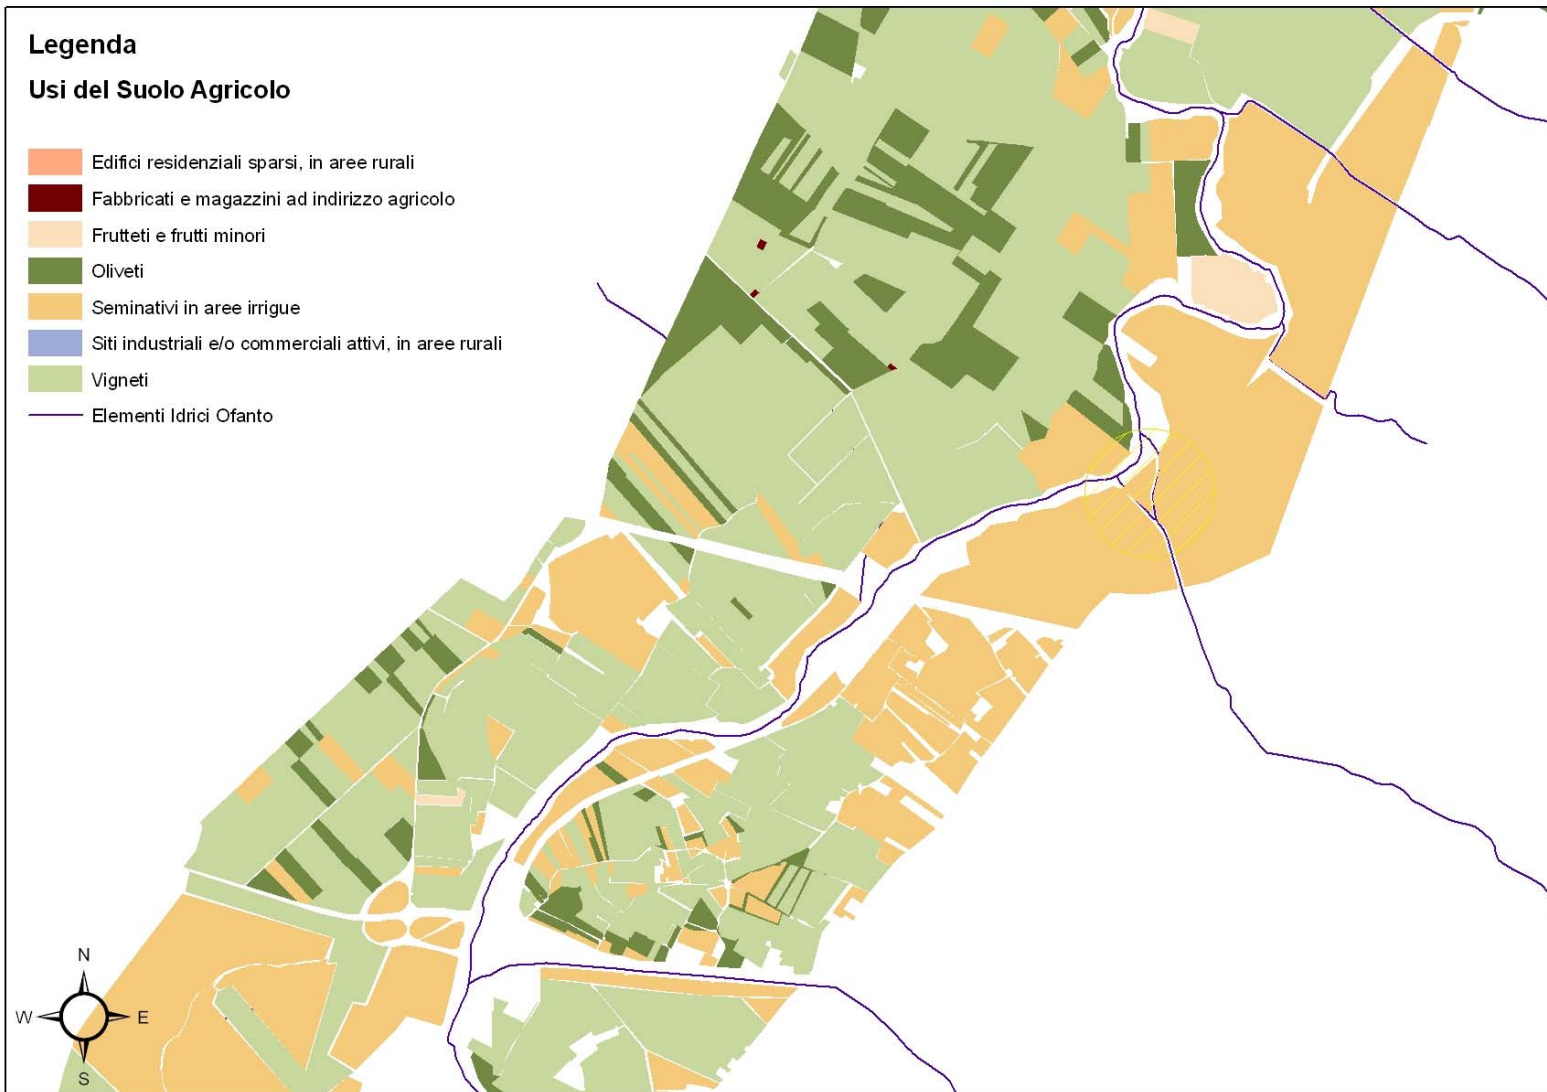 Legenda
Usi del Suolo Agricolo
Edifici residenziali sparsi, in aree rurali
Fabbricati e magazzini ad indirizzo agricolo
Frutteti e frutti minori
Oliveti
Seminativi in aree irrigue
Siti industriali e/o commerciali attivi, in aree rurali
Vigneti
Elementi Idrici Ofanto
N
W E
S